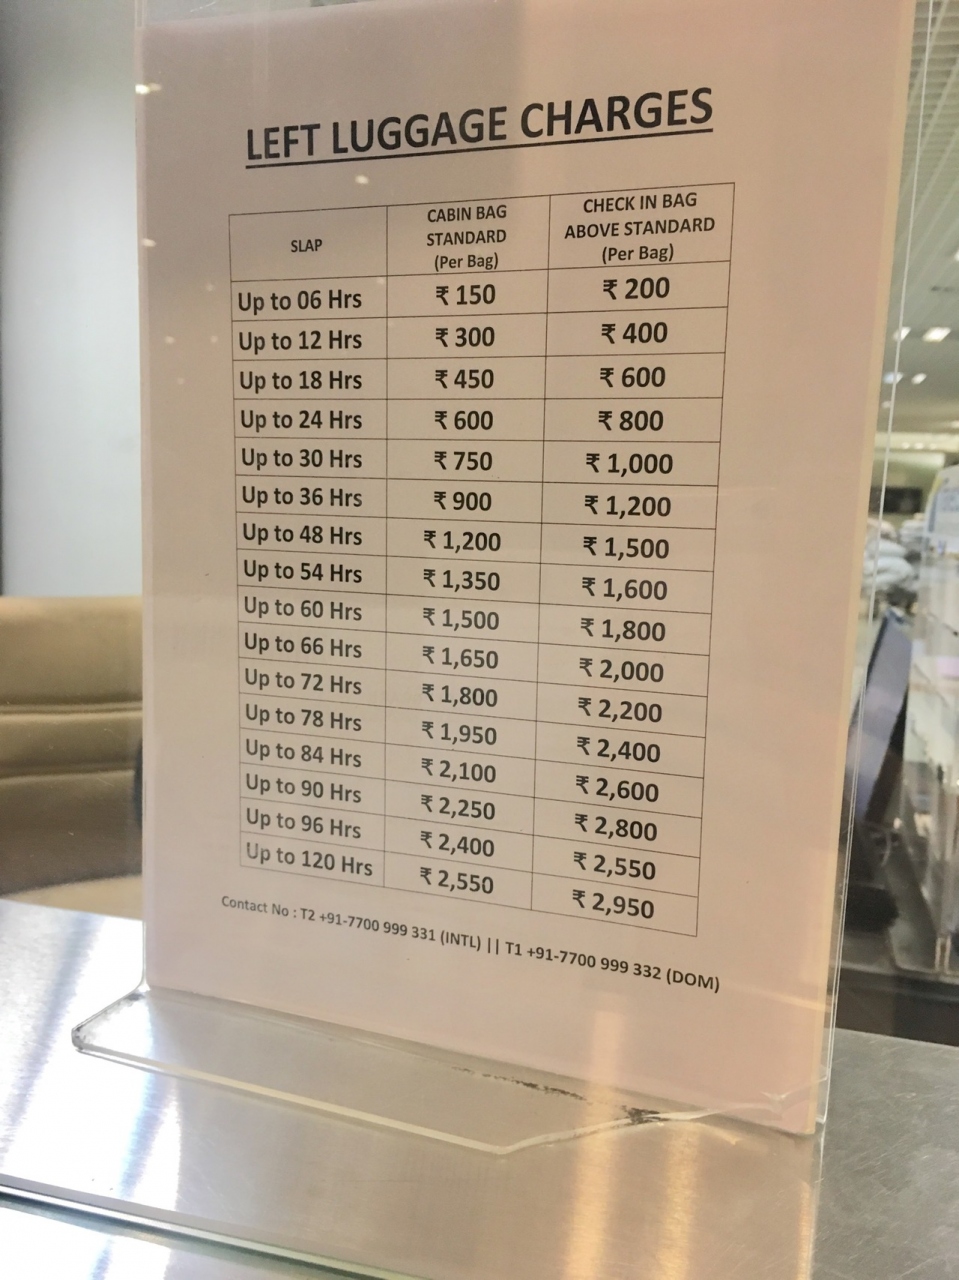 LEFT LUGGAGE CHARGES
SLAP CABIN BAG STANDARD (Per Bag) CHECK IN BAG ABOVE STANDARD (Per Bag)
Up to 06 Hrs ₹ 150 ₹ 200
Up to 12 Hrs ₹ 300 ₹ 400
Up to 18 Hrs ₹ 450 ₹ 600
Up to 24 Hrs ₹ 600 ₹ 800
Up to 30 Hrs ₹ 750 ₹ 1,000
Up to 36 Hrs ₹ 900 ₹ 1,200
Up to 48 Hrs ₹ 1,200 ₹ 1,500
Up to 54 Hrs ₹ 1,350 ₹ 1,600
Up to 60 Hrs ₹ 1,500 ₹ 1,800
Up to 66 Hrs ₹ 1,650 ₹ 2,000
Up to 72 Hrs ₹ 1,800 ₹ 2,200
Up to 78 Hrs ₹ 1,950 ₹ 2,400
Up to 84 Hrs ₹ 2,100 ₹ 2,600
Up to 90 Hrs ₹ 2,250 ₹ 2,800
Up to 96 Hrs ₹ 2,400 ₹ 2,550
Up to 120 Hrs ₹ 2,550 ₹ 2,950
Contact No : T2 +91-7700 999 331 (INTL) || T1 +91-7700 999 332 (DOM)